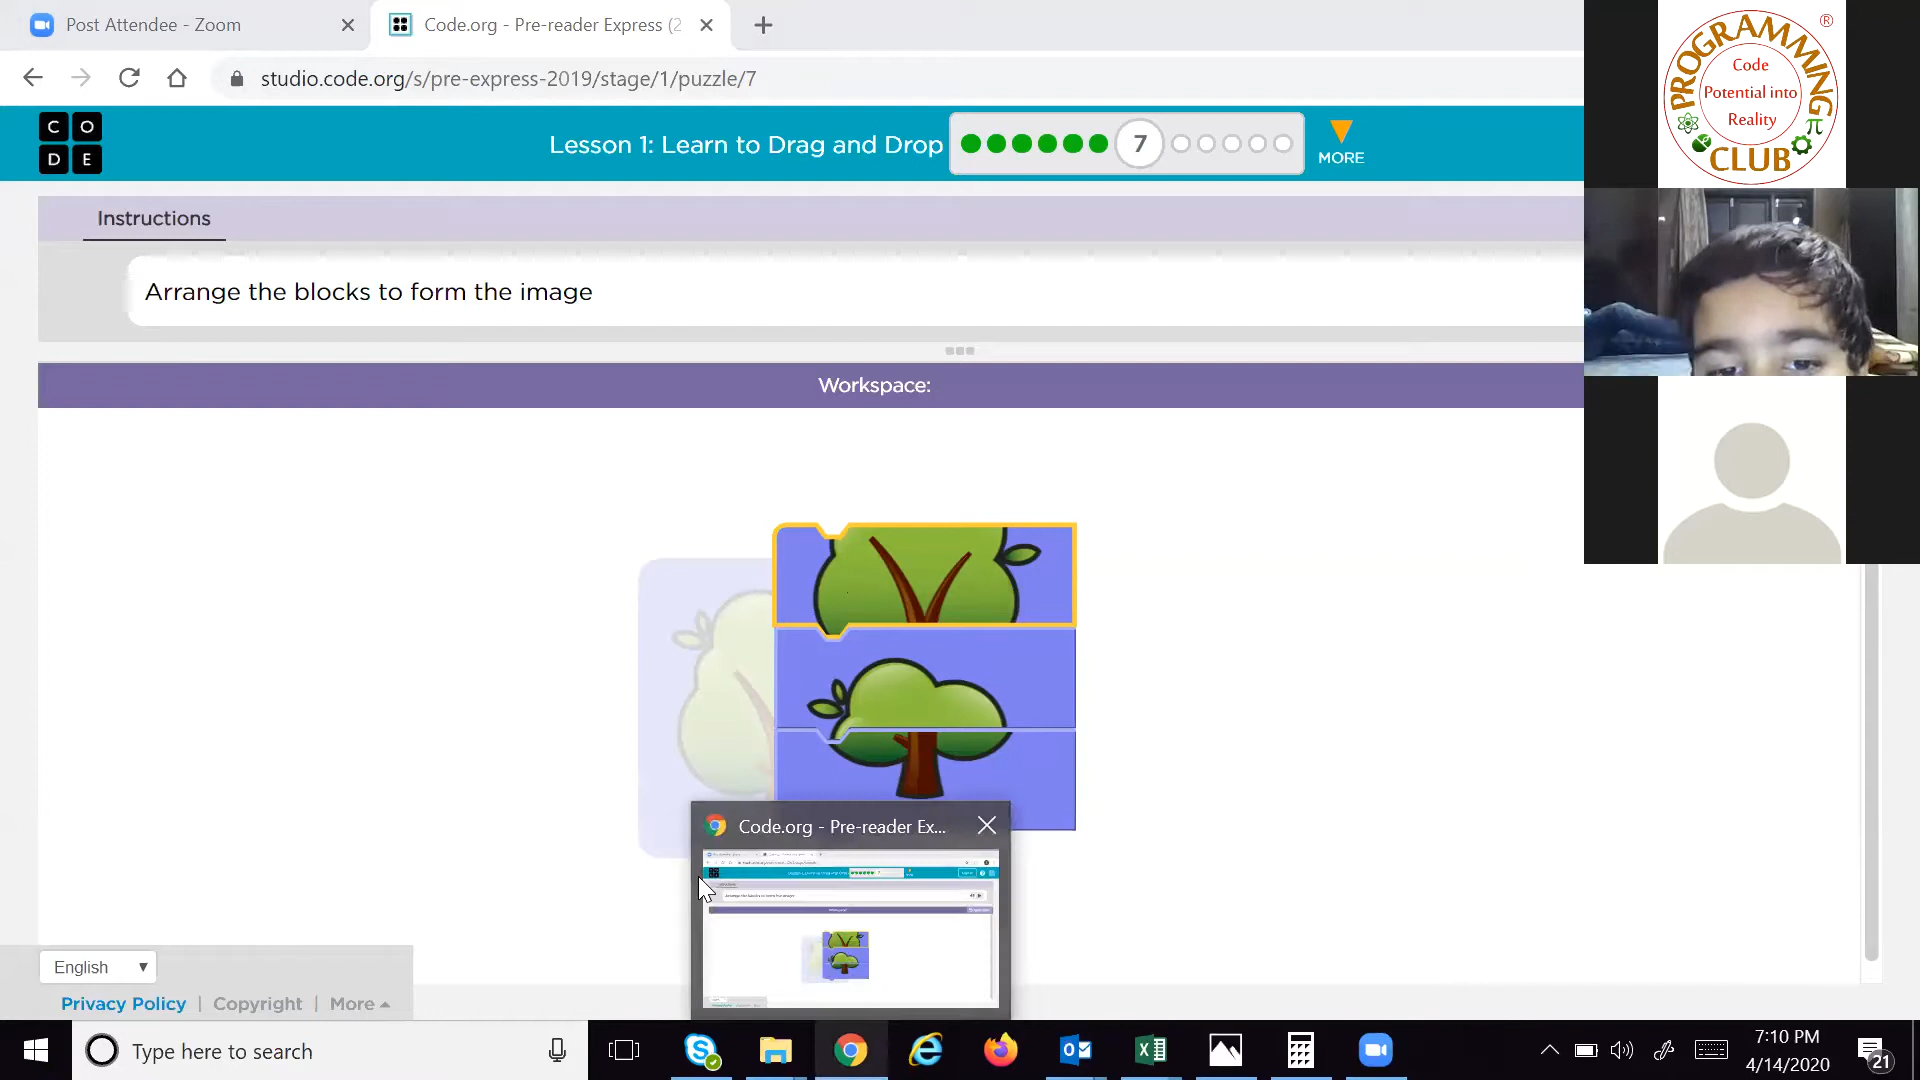 Post Attendee - Zoom
Code.org - Pre-reader Express (2
studio.code.org/s/pre-express-2019/stage/1/puzzle/7
C O
D E
Lesson 1: Learn to Drag and Drop
7
MORE
Instructions
Arrange the blocks to form the image
Workspace:
PROGRAMMING
®
Code
Potential into
Reality
π
CLUB
Code.org - Pre-reader Ex...
English
Privacy Policy | Copyright | More
Type here to search
7:10 PM
4/14/2020
21